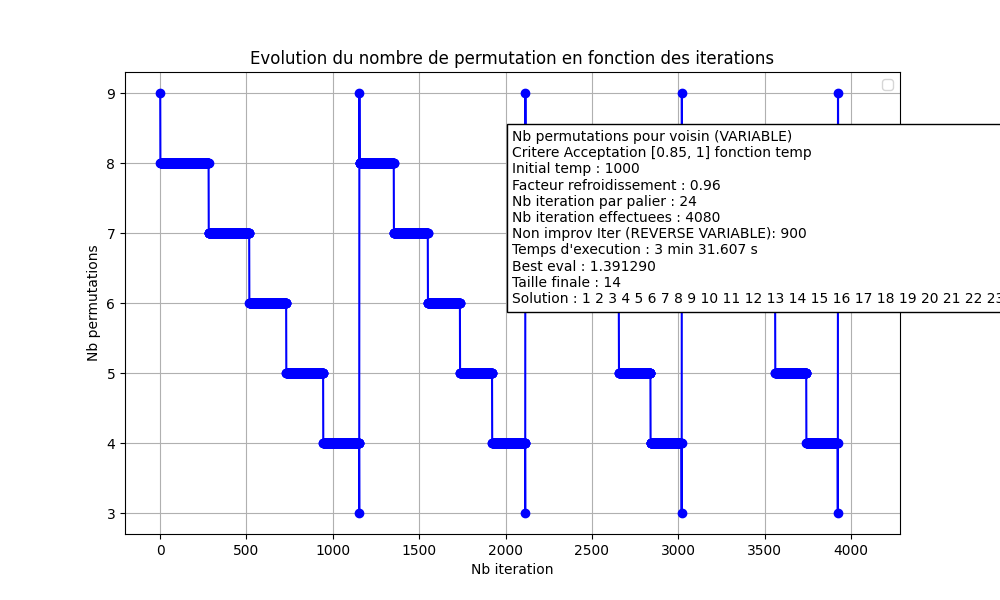 Evolution du nombre de permutation en fonction des iterations
9
8
7
6
5
4
3
Nb permutations
Nb permutations pour voisin (VARIABLE)
Critere Acceptation [0.85, 1] fonction temp
Initial temp : 1000
Facteur refroidissement : 0.96
Nb iteration par palier : 24
Nb iteration effectuees : 4080
Non improv Iter (REVERSE VARIABLE): 900
Temps d'execution : 3 min 31.607 s
Best eval : 1.391290
Taille finale : 14
Solution : 1 2 3 4 5 6 7 8 9 10 11 12 13 14 15 16 17 18 19 20 21 22 23
0 500 1000 1500 2000 2500 3000 3500 4000
Nb iteration